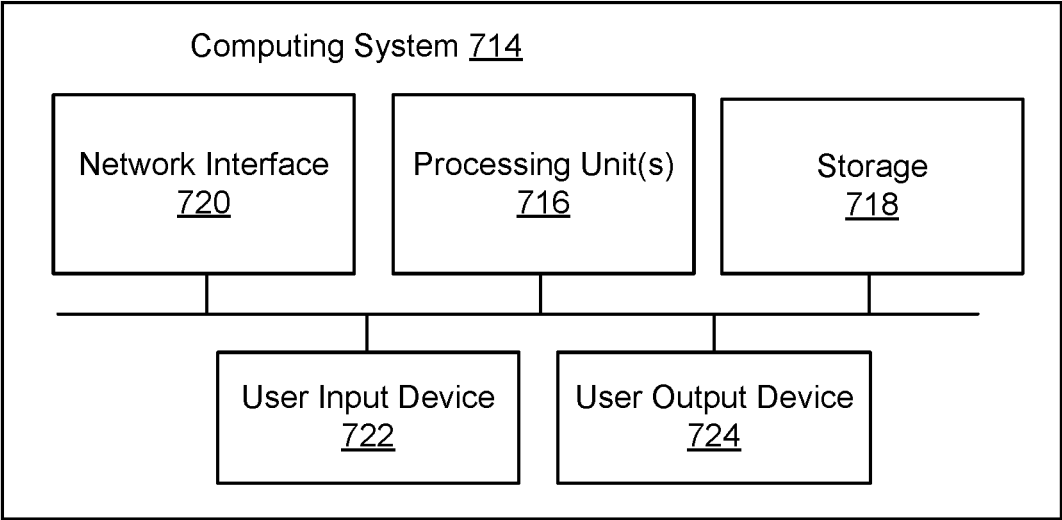 Computing System 714
Network Interface
720
Processing Unit(s)
716
Storage
718
User Input Device
722
User Output Device
724